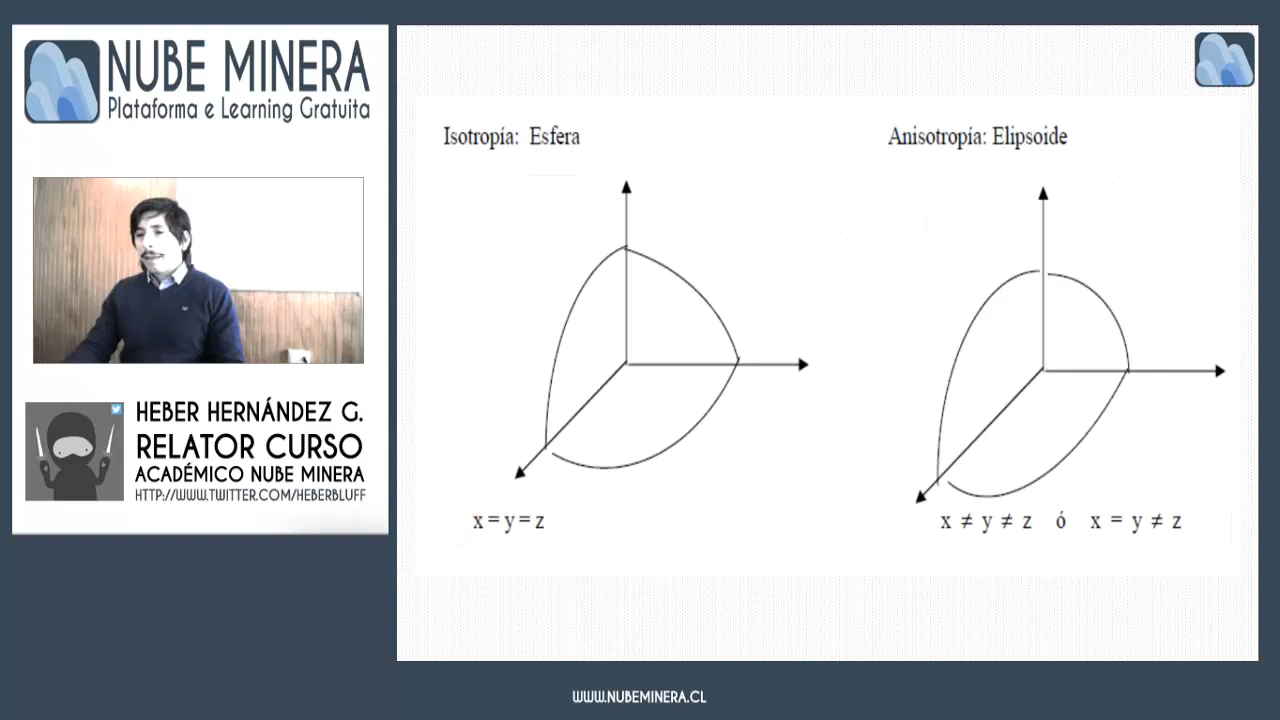 NUBE MINERA
Plataforma e Learning Gratuita
HEBER HERNÁNDEZ G.
RELATOR CURSO
ACADÉMICO NUBE MINERA
HTTP://WWW.TWITTER.COM/HEBERBLUFF
Isotropía: Esfera
Anisotropía: Elipsoide
x = y = z
x ≠ y ≠ z ó x = y ≠ z
WWW.NUBEMINERA.CL